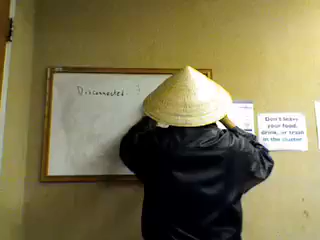 Disconnected. :
Don't leave
your food,
drink, or trash
in the cluster